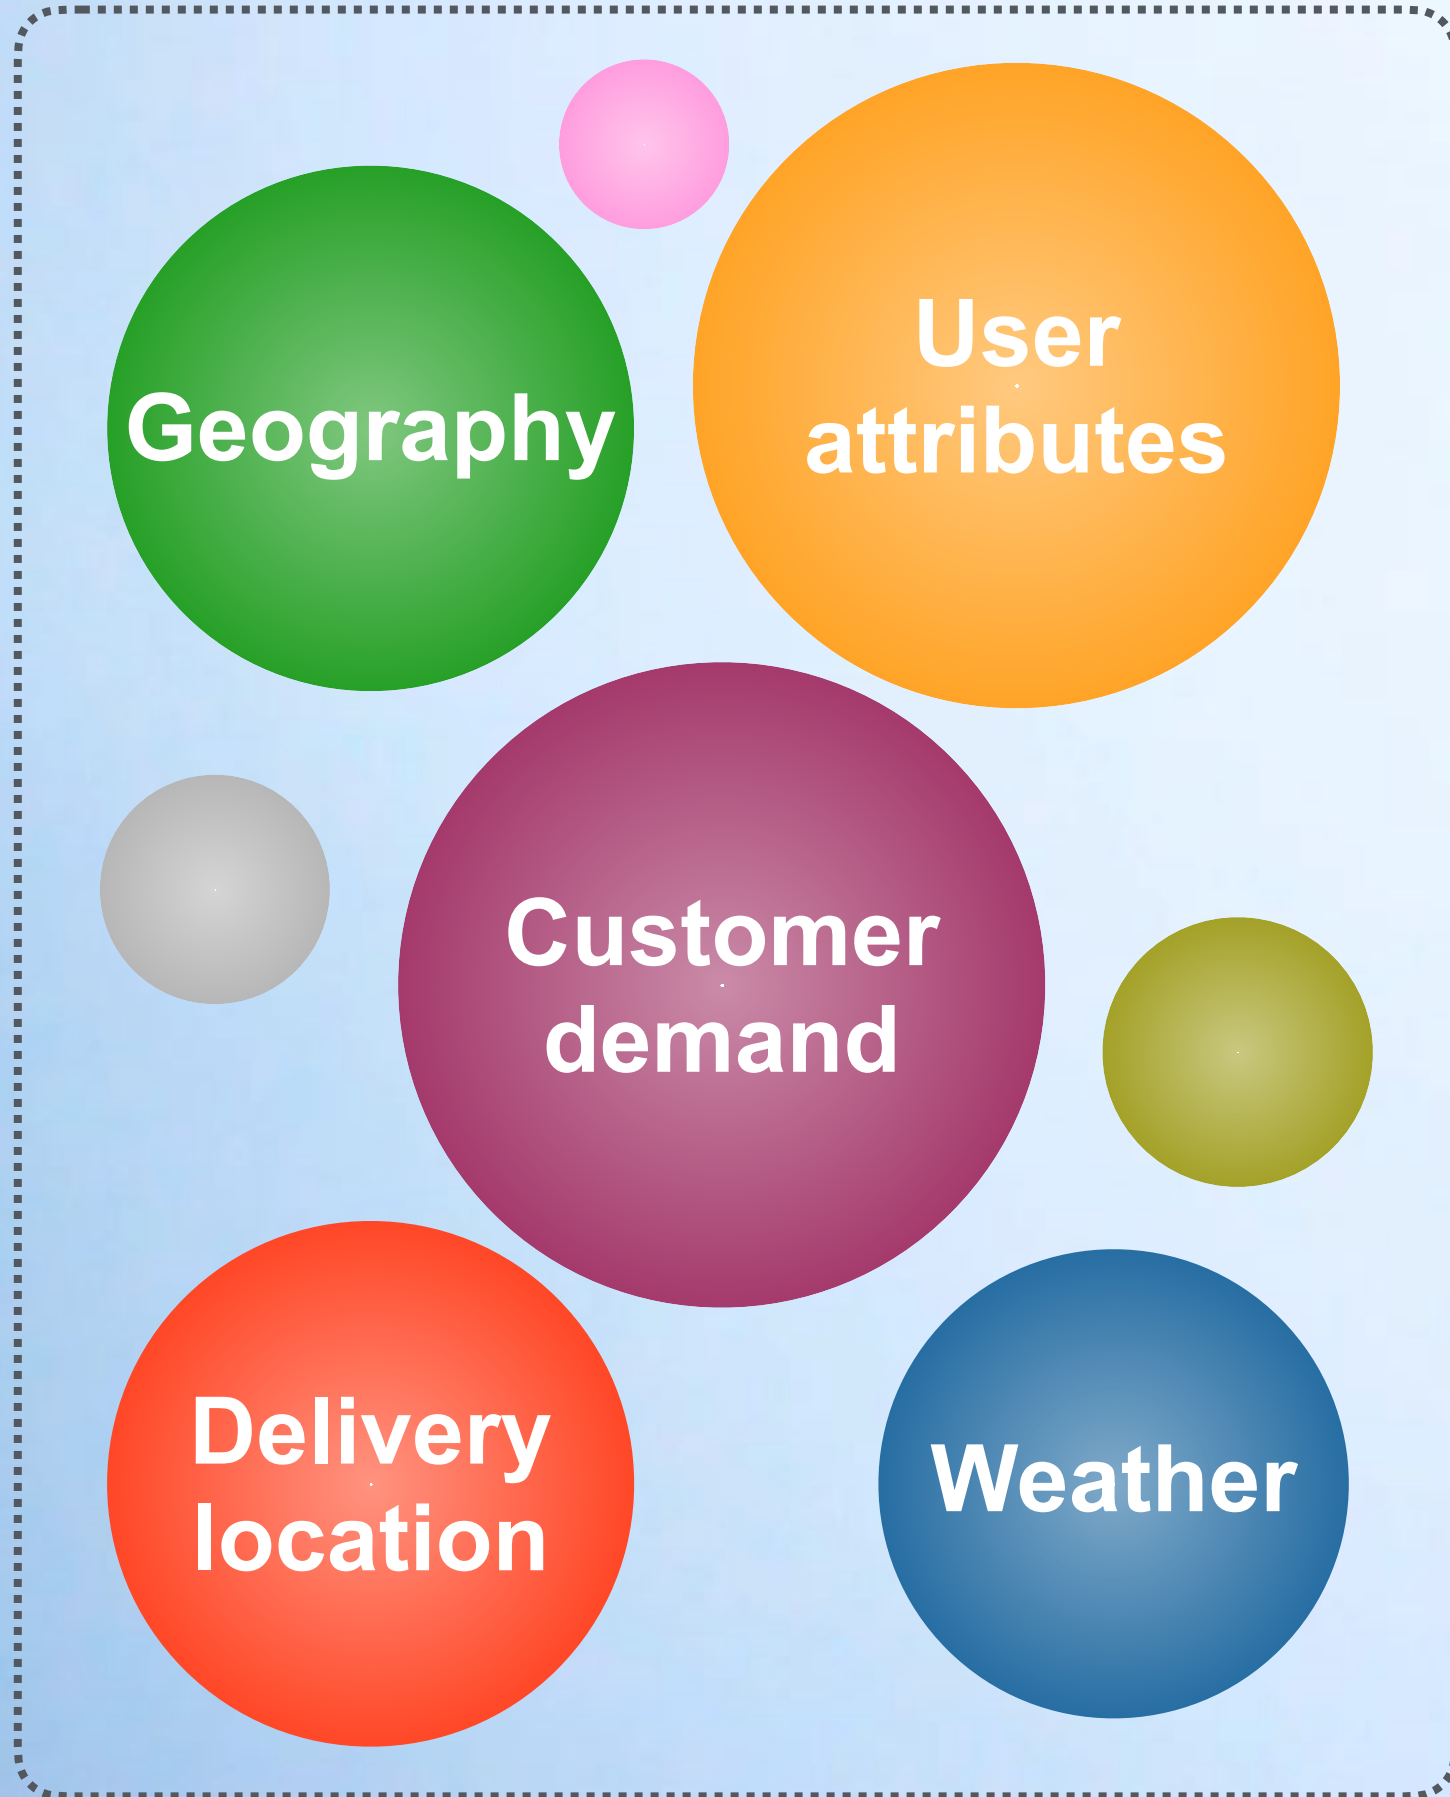 Geography
User
attributes
Customer
demand
Delivery
location
Weather